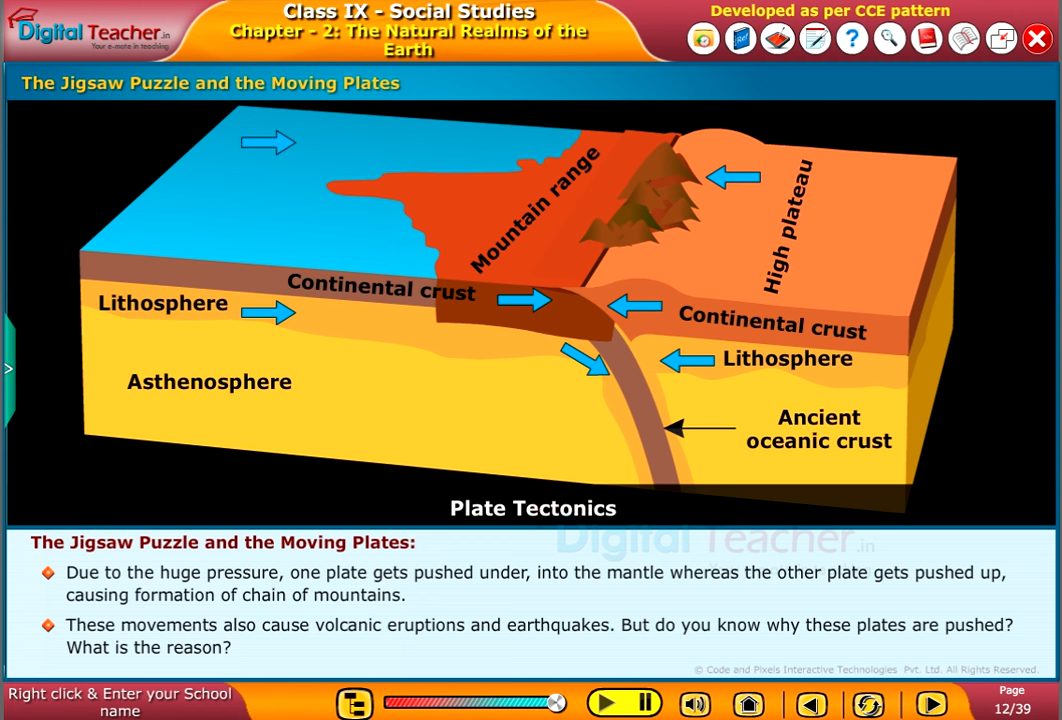 Digital Teacher.in
Your e-mate in teaching.
Class IX - Social Studies
Chapter - 2: The Natural Realms of the
Earth
Developed as per CCE pattern
Ref
?
The Jigsaw Puzzle and the Moving Plates
Mountain range
High plateau
Continental crust
Lithosphere
Continental crust
Lithosphere
Asthenosphere
Ancient
oceanic crust
>
Plate Tectonics
Digital Teacher.in
The Jigsaw Puzzle and the Moving Plates:
Due to the huge pressure, one plate gets pushed under, into the mantle whereas the other plate gets pushed up,
causing formation of chain of mountains.
These movements also cause volcanic eruptions and earthquakes. But do you know why these plates are pushed?
What is the reason?
© Code and Pixels Interactive Technologies Pvt. Ltd. All Rights Reserved.
Right click & Enter your School
name
Page
12/39